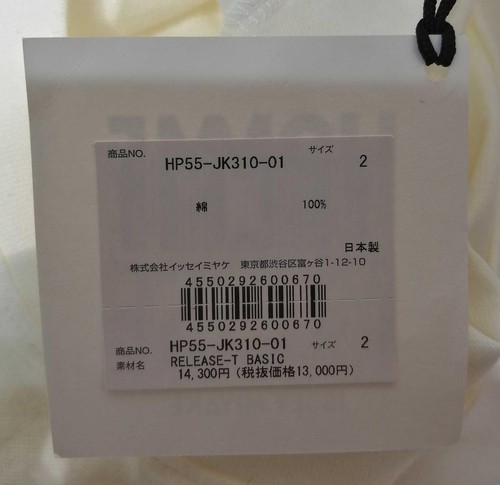 商品NO. HP55-JK310-01 サイズ 2
綿 100%
日本製
株式会社イッセイミヤケ 東京都渋谷区富ヶ谷1-12-10
4550292600670
4550292600670
商品NO. HP55-JK310-01 サイズ 2
素材名 RELEASE-T BASIC
14,300円(税抜価格13,000円)